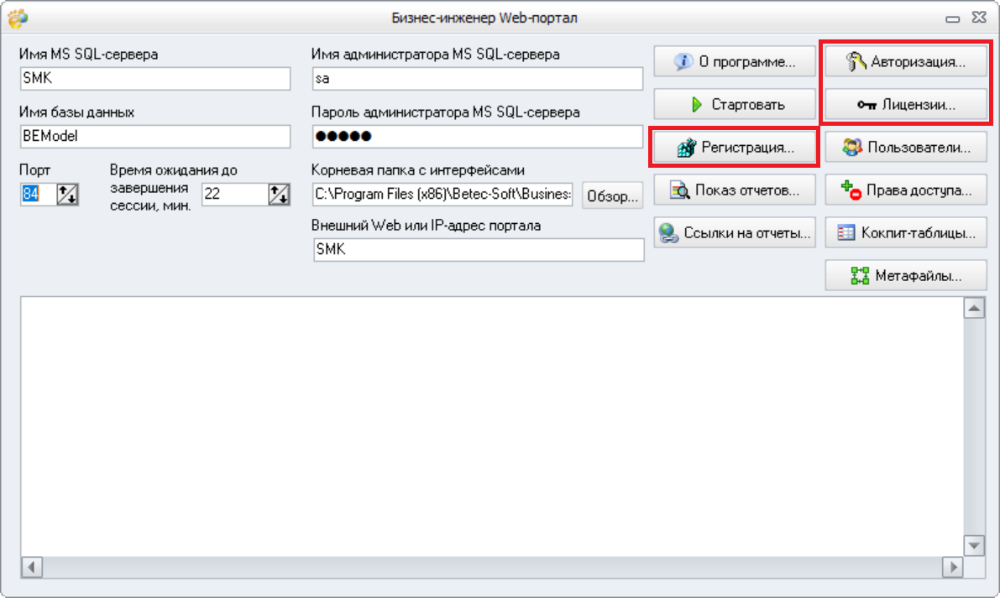 Бизнес-инженер Web-портал
Имя MS SQL-сервера
SMK
Имя администратора MS SQL-сервера
sa
Имя базы данных
BEModel
Пароль администратора MS SQL-сервера
●●●●●
Порт
84
Время ожидания до
завершения
сессии, мин.
22
Корневая папка с интерфейсами
C:\Program Files (x86)\Betec-Soft\Busines
Обзор...
Внешний Web или IP-адрес портала
SMK
О программе...
Авторизация...
Стартовать
Лицензии...
Регистрация...
Пользователи...
Показ отчетов...
Права доступа...
Ссылки на отчеты...
Кокпит-таблицы...
Метафайлы...